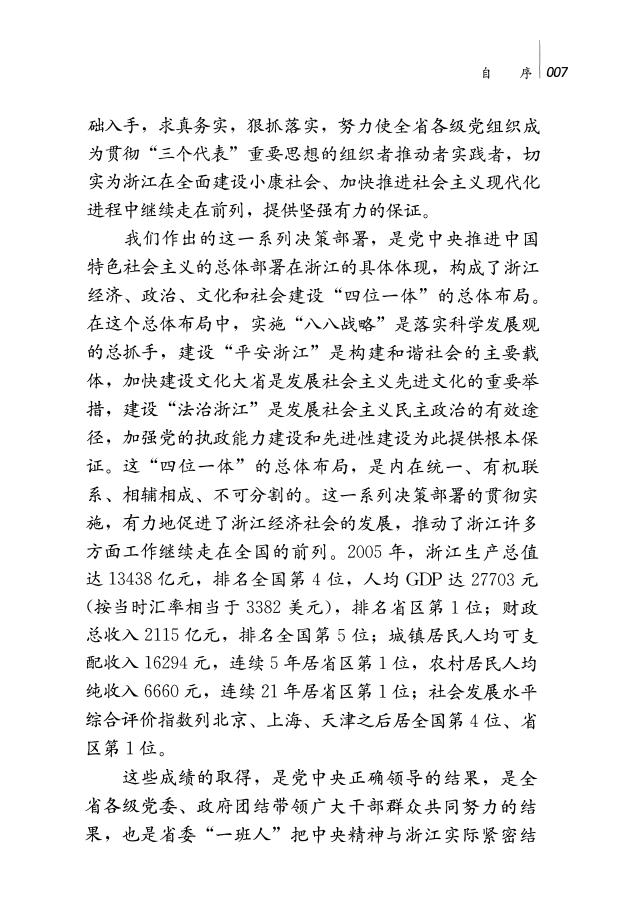 自 序 007
础入手，求真务实，狠抓落实，努力使全省各级党组织成
为贯彻“三个代表”重要思想的组织者推动者实践者，切
实为浙江在全面建设小康社会、加快推进社会主义现代化
进程中继续走在前列，提供坚强有力的保证。
我们作出的这一系列决策部署，是党中央推进中国
特色社会主义的总体部署在浙江的具体体现，构成了浙江
经济、政治、文化和社会建设“四位一体”的总体布局。
在这个总体布局中，实施“八八战略”是落实科学发展观
的总抓手，建设“平安浙江”是构建和谐社会的主要载
体，加快建设文化大省是发展社会主义先进文化的重要举
措，建设“法治浙江”是发展社会主义民主政治的有效途
径，加强党的执政能力建设和先进性建设为此提供根本保
证。这“四位一体”的总体布局，是内在统一、有机联
系、相辅相成、不可分割的。这一系列决策部署的贯彻实
施，有力地促进了浙江经济社会的发展，推动了浙江许多
方面工作继续走在全国的前列。2005 年，浙江生产总值
达 13438 亿元，排名全国第 4 位，人均 GDP 达 27703 元
(按当时汇率相当于 3382 美元)，排名省区第 1 位；财政
总收入 2115 亿元，排名全国第 5 位；城镇居民人均可支
配收入 16294 元，连续 5 年居省区第 1 位，农村居民人均
纯收入 6660 元，连续 21 年居省区第 1 位；社会发展水平
综合评价指数列北京、上海、天津之后居全国第 4 位、省
区第 1 位。
这些成绩的取得，是党中央正确领导的结果，是全
省各级党委、政府团结带领广大干部群众共同努力的结
果，也是省委“一班人”把中央精神与浙江实际紧密结